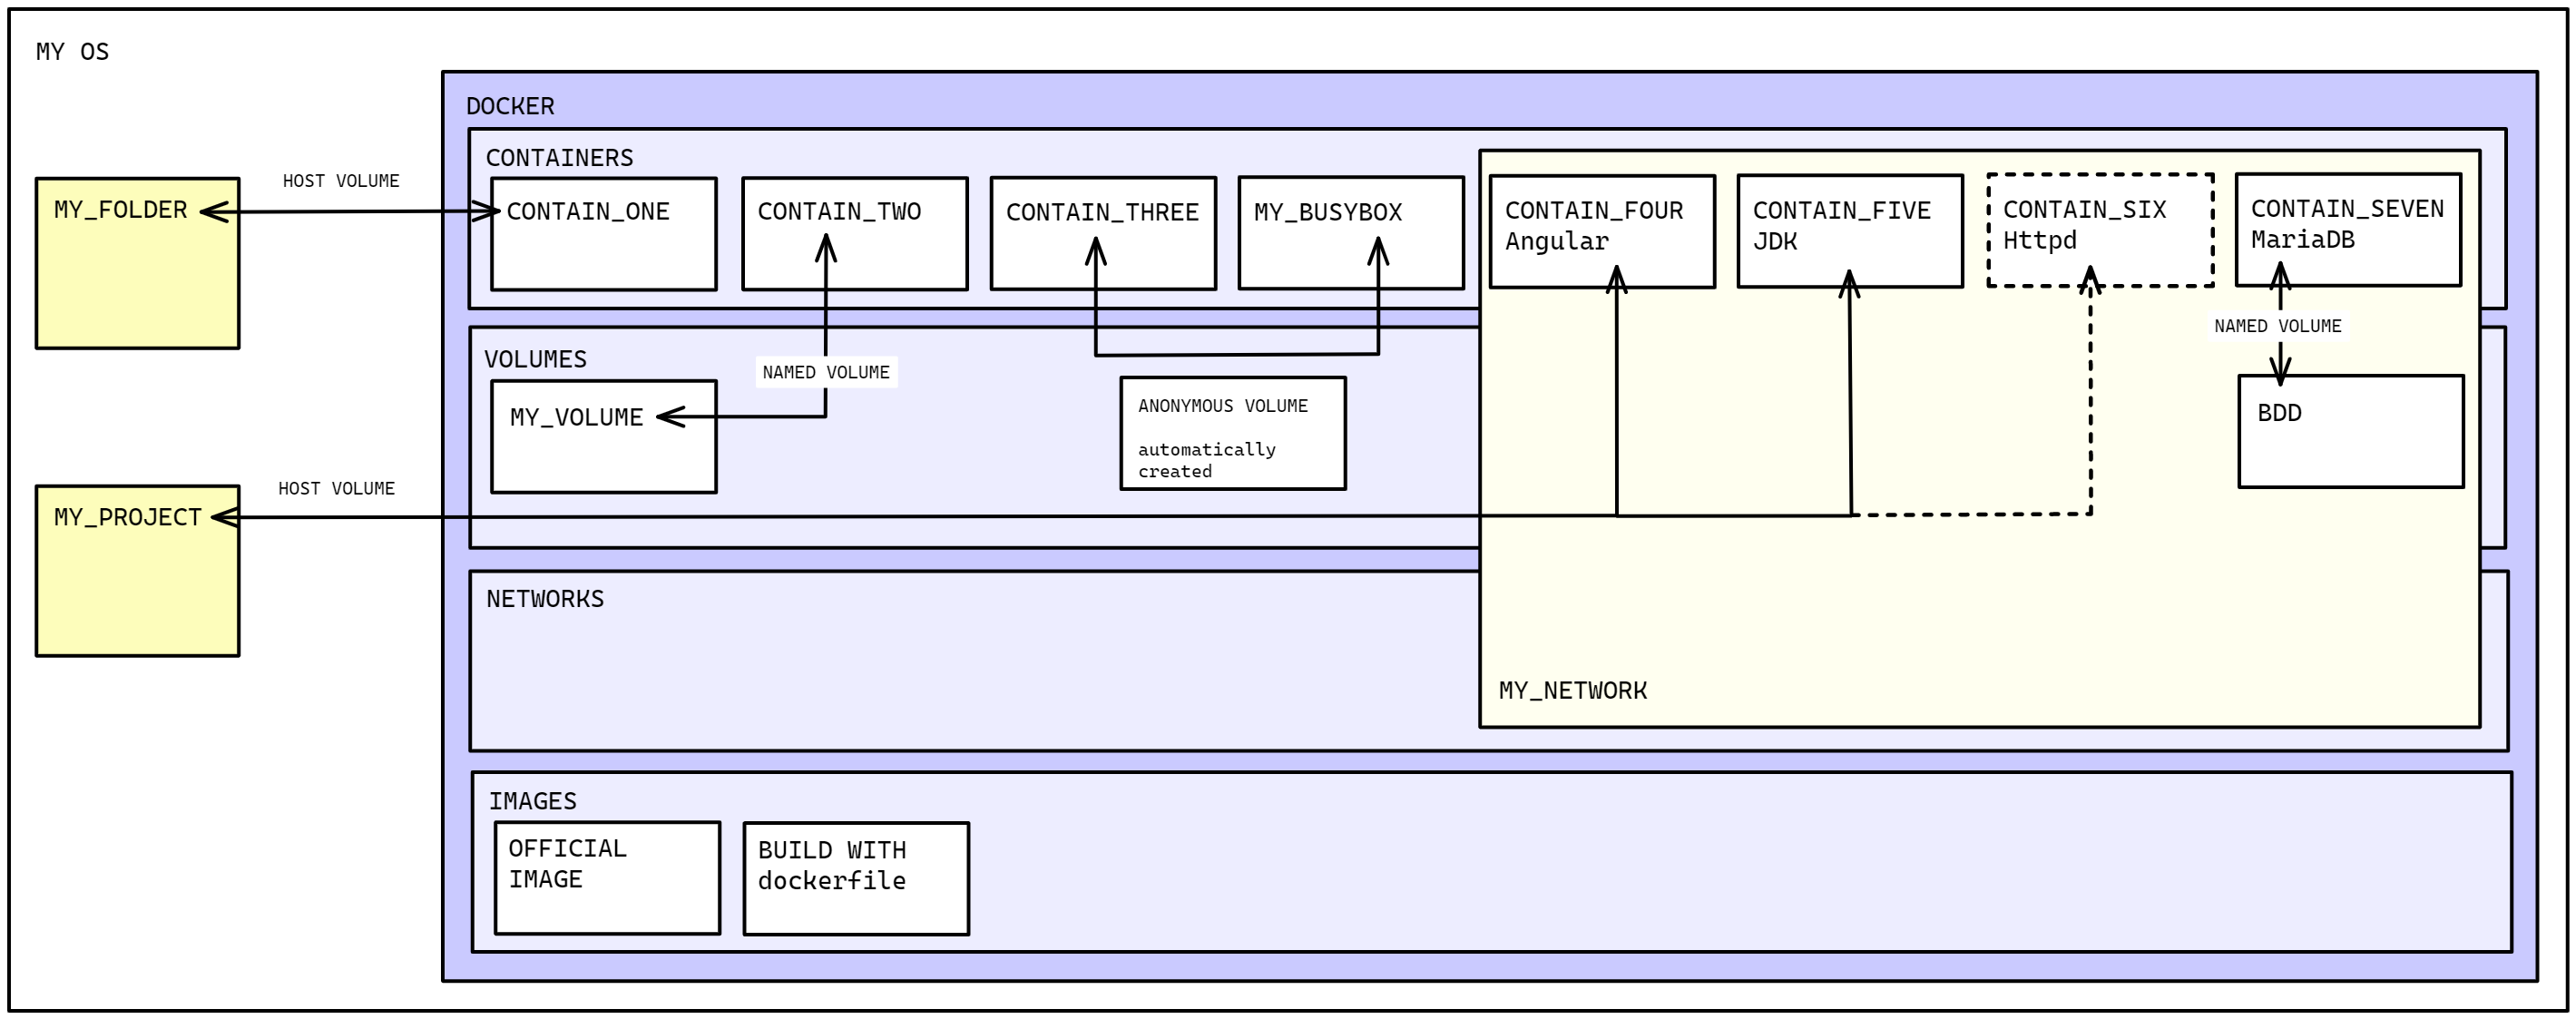 MY OS
DOCKER
CONTAINERS
MY_FOLDER
HOST VOLUME
CONTAIN_ONE
CONTAIN_TWO
CONTAIN_THREE
MY_BUSYBOX
CONTAIN_FOUR
Angular
CONTAIN_FIVE
JDK
CONTAIN_SIX
Httpd
CONTAIN_SEVEN
MariaDB
VOLUMES
MY_VOLUME
NAMED VOLUME
ANONYMOUS VOLUME
automatically
created
NAMED VOLUME
BDD
MY_PROJECT
HOST VOLUME
NETWORKS
MY_NETWORK
IMAGES
OFFICIAL
IMAGE
BUILD WITH
dockerfile